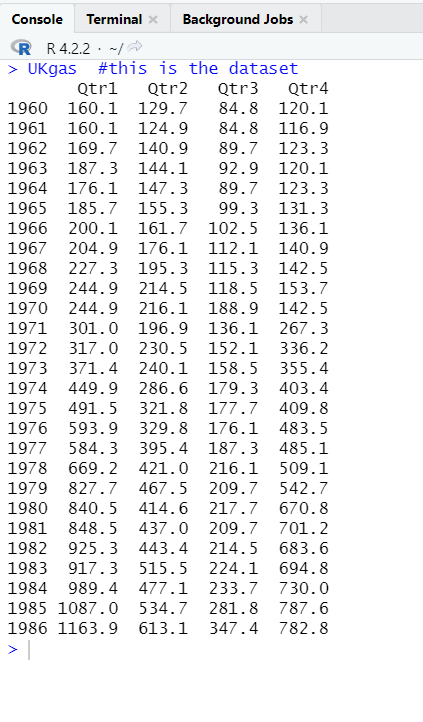 Console Terminal × Background Jobs ×
R 4.2.2 · ~/
> UKgas  #this is the dataset
       Qtr1  Qtr2  Qtr3  Qtr4
1960  160.1 129.7  84.8 120.1
1961  160.1 124.9  84.8 116.9
1962  169.7 140.9  89.7 123.3
1963  187.3 144.1  92.9 120.1
1964  176.1 147.3  89.7 123.3
1965  185.7 155.3  99.3 131.3
1966  200.1 161.7 102.5 136.1
1967  204.9 176.1 112.1 140.9
1968  227.3 195.3 115.3 142.5
1969  244.9 214.5 118.5 153.7
1970  244.9 216.1 188.9 142.5
1971  301.0 196.9 136.1 267.3
1972  317.0 230.5 152.1 336.2
1973  371.4 240.1 158.5 355.4
1974  449.9 286.6 179.3 403.4
1975  491.5 321.8 177.7 409.8
1976  593.9 329.8 176.1 483.5
1977  584.3 395.4 187.3 485.1
1978  669.2 421.0 216.1 509.1
1979  827.7 467.5 209.7 542.7
1980  840.5 414.6 217.7 670.8
1981  848.5 437.0 209.7 701.2
1982  925.3 443.4 214.5 683.6
1983  917.3 515.5 224.1 694.8
1984  989.4 477.1 233.7 730.0
1985 1087.0 534.7 281.8 787.6
1986 1163.9 613.1 347.4 782.8
>